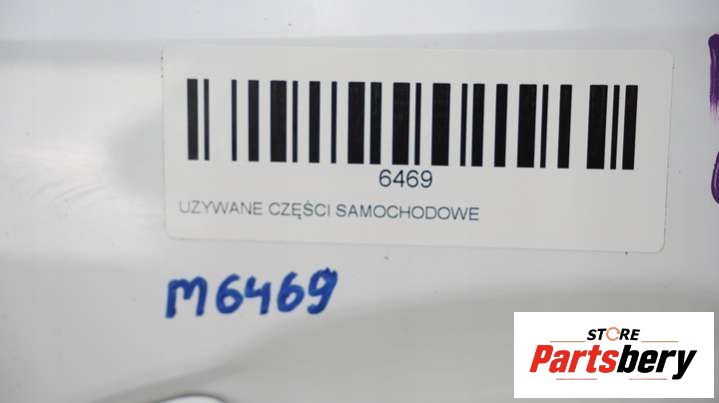 6469
UZYWANE CZĘŚCI SAMOCHODOWE
M6469
STORE
Partsbery